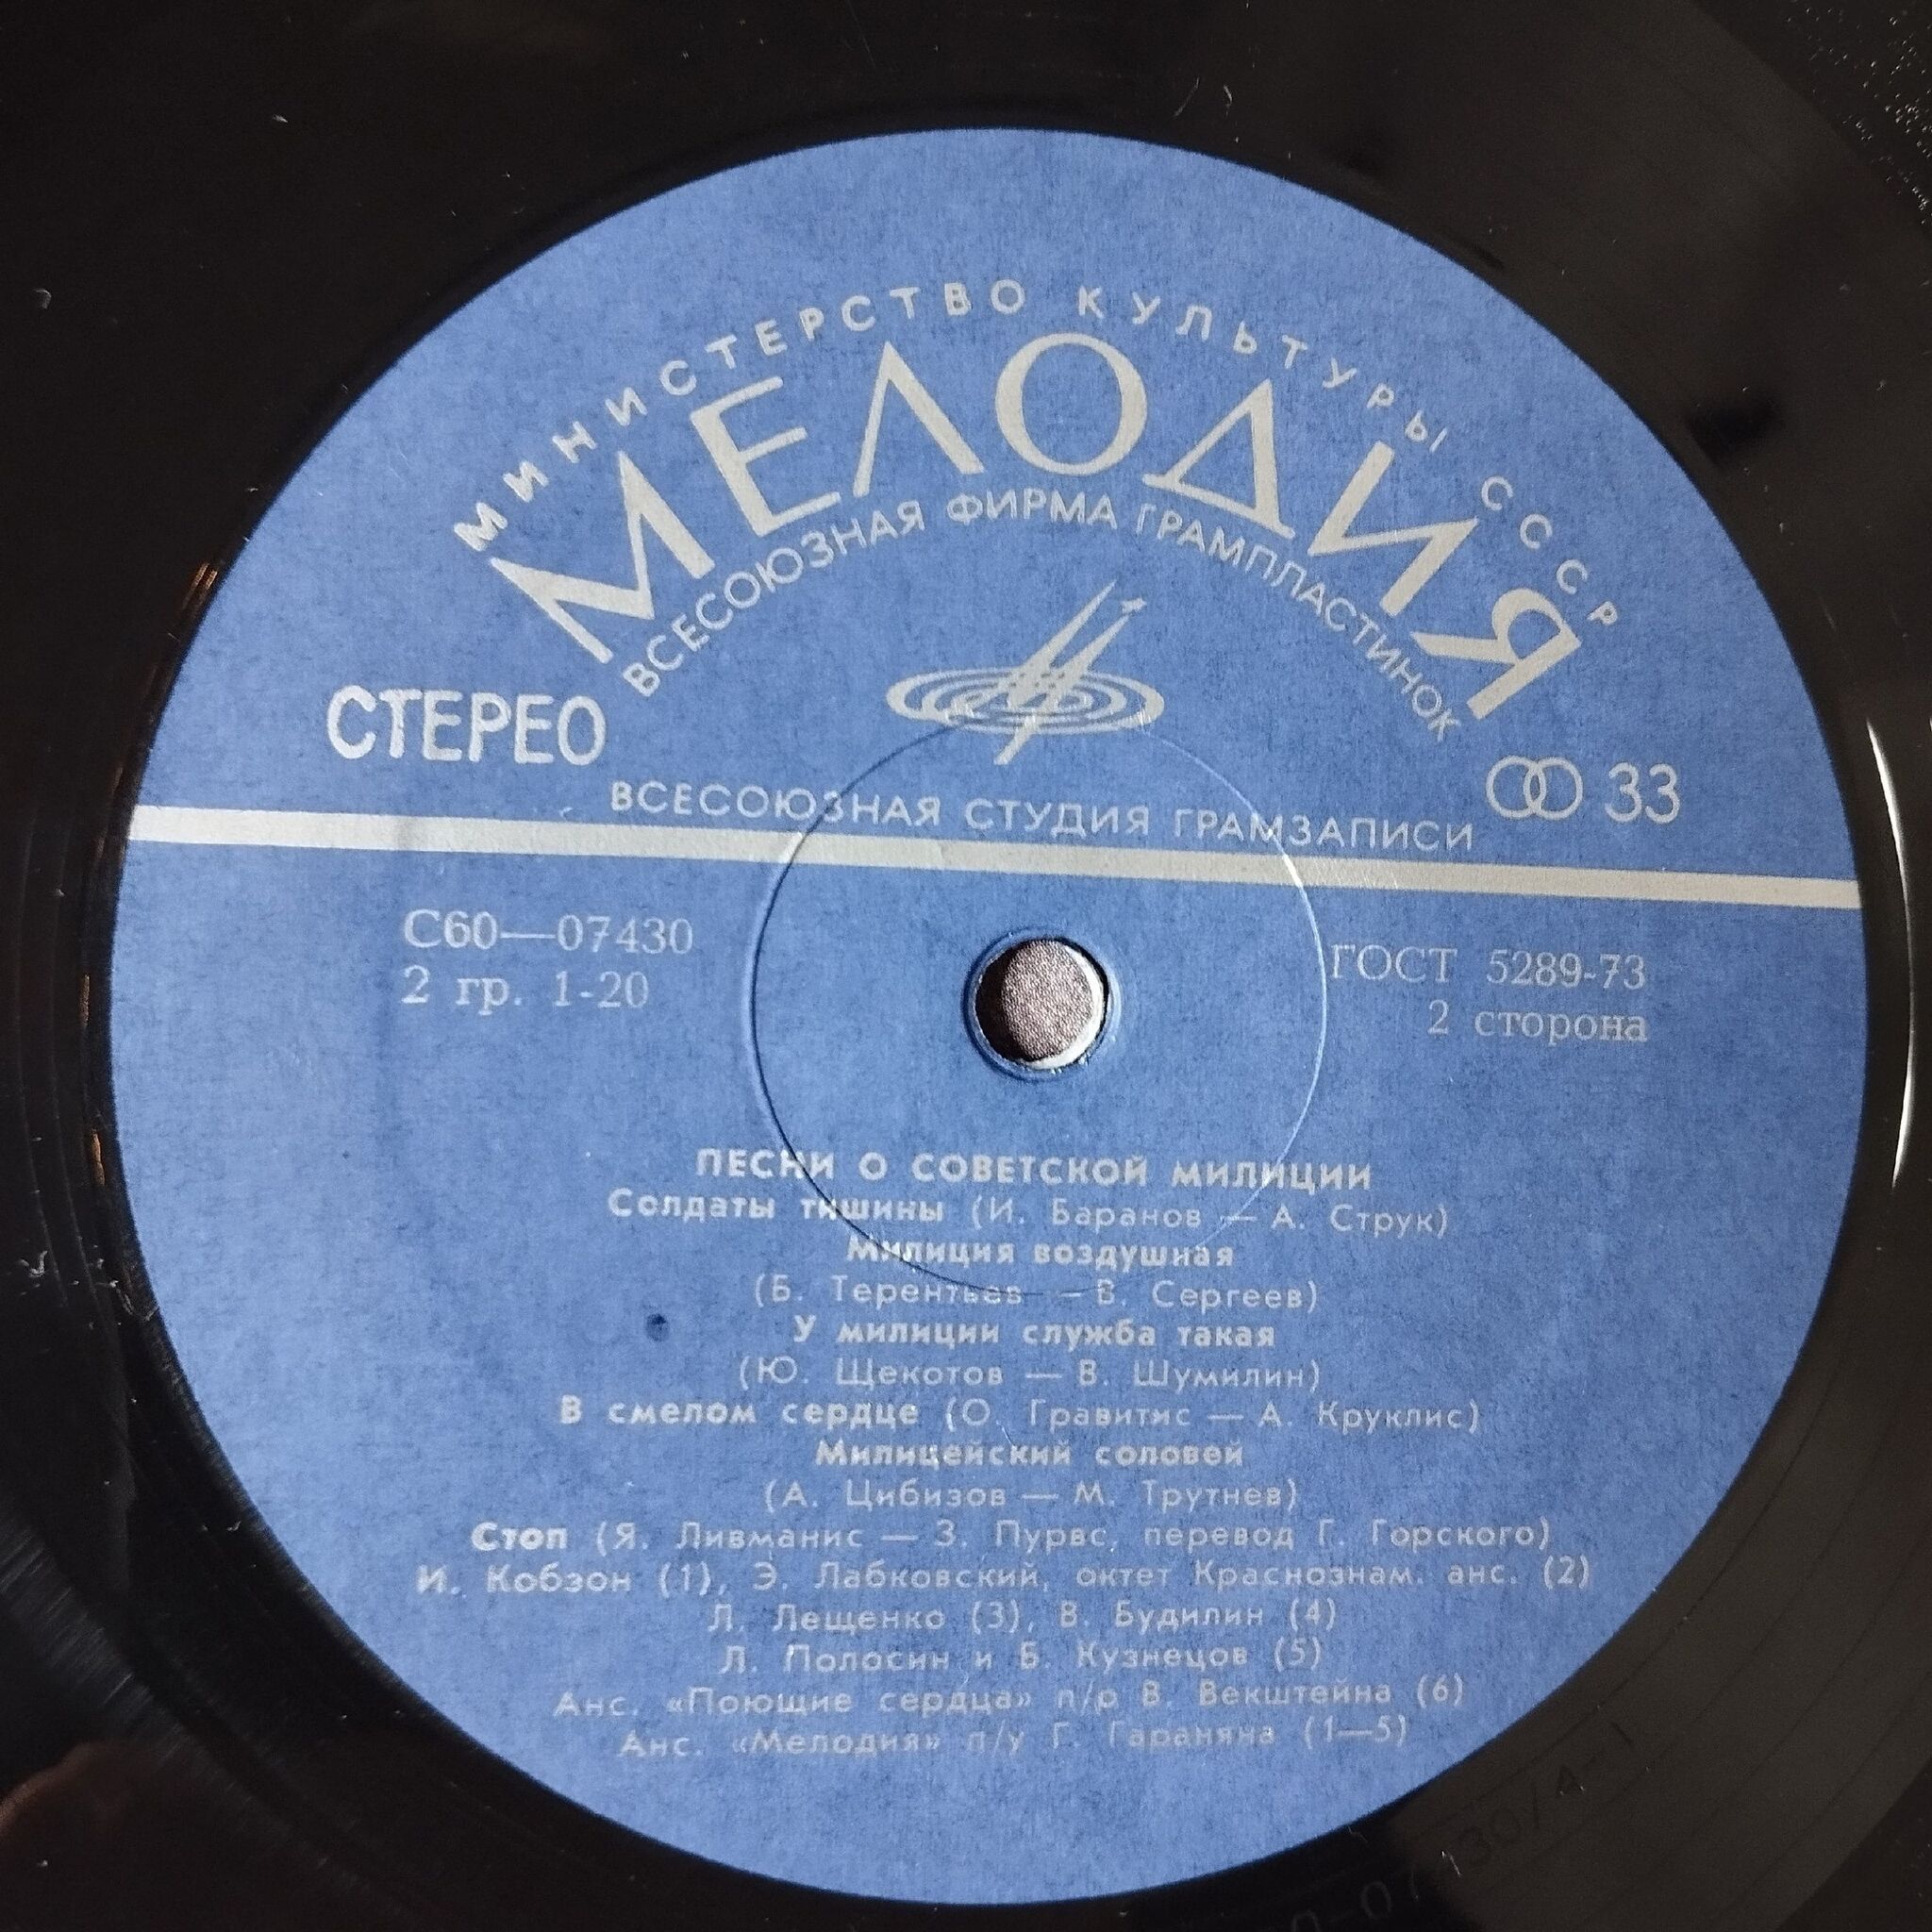 МИНИСТЕРСТВО КУЛЬТУРЫ СССР
МЕЛОДИЯ
ВСЕСОЮЗНАЯ ФИРМА ГРАМПЛАСТИНОК
СТЕРЕО
33
ВСЕСОЮЗНАЯ СТУДИЯ ГРАМЗАПИСИ
С60—07430
2 гр. 1-20
ГОСТ 5289-73
2 сторона
ПЕСНИ О СОВЕТСКОЙ МИЛИЦИИ
Солдаты тишины (И. Баранов — А. Струк)
Милиция воздушная
(Б. Терентьев — В. Сергеев)
У милиции служба такая
(Ю. Щекотов — В. Шумилин)
В смелом сердце (О. Гравитис — А. Круклис)
Милицейский соловей
(А. Цибизов — М. Трутнев)
Стоп (Я. Ливманис — З. Пурвс, перевод Г. Горского)
И. Кобзон (1), Э. Лабковский, октет Краснознам. анс. (2)
Л. Лещенко (3), В. Будилин (4)
Л. Полосин и Б. Кузнецов (5)
Анс. «Поющие сердца» п/р В. Векштейна (6)
Анс. «Мелодия» п/у Г. Гараняна (1—5)